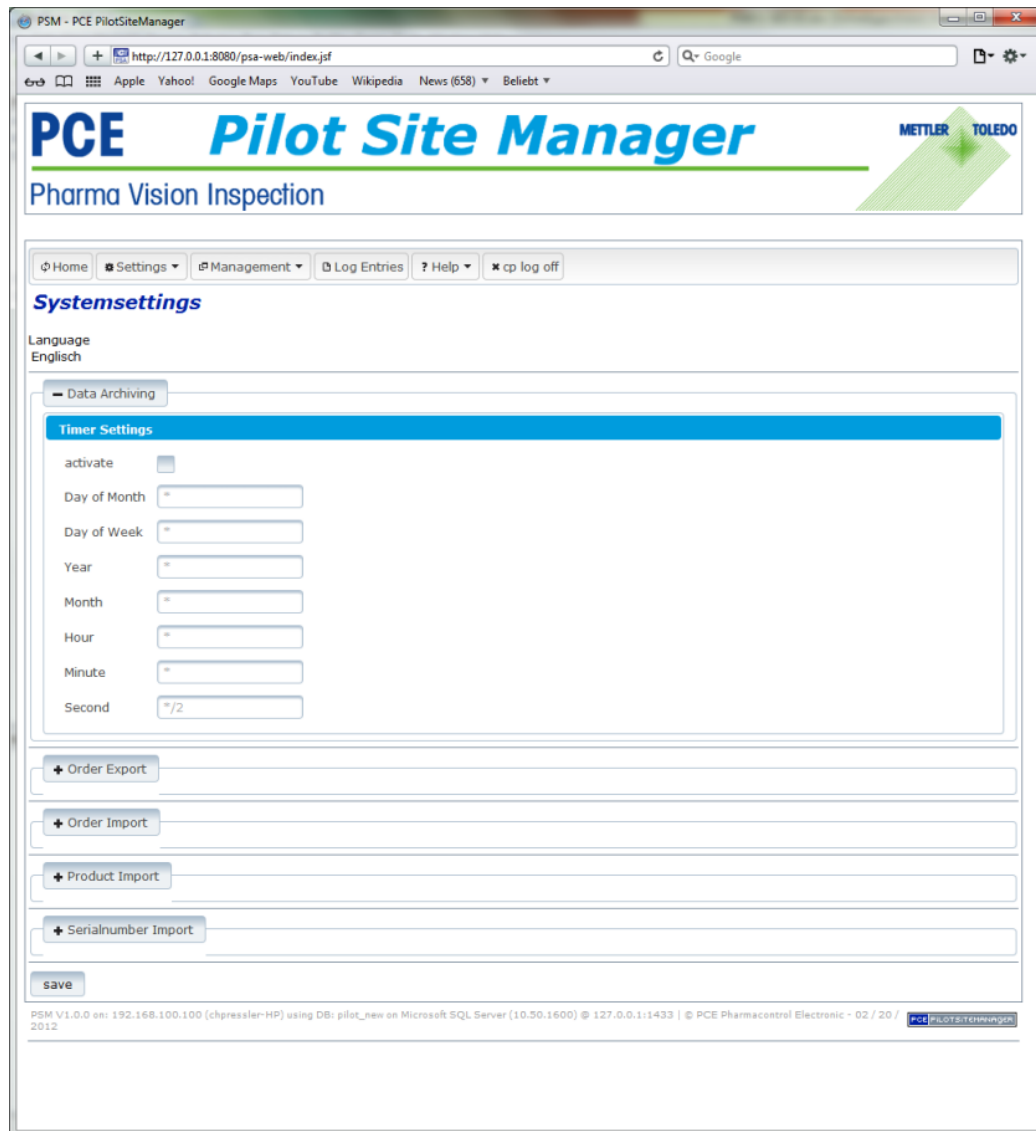 PSM - PCE PilotSiteManager
http://127.0.0.1:8080/psa-web/index.jsf
Google
Apple Yahoo! Google Maps YouTube Wikipedia News (658) ▼ Beliebt ▼
PCE Pilot Site Manager
METTLER TOLEDO
Pharma Vision Inspection
Home Settings ▼ Management ▼ Log Entries ? Help ▼ cp log off
Systemsettings
Language
Englisch
Data Archiving
Timer Settings
activate
Day of Month *
Day of Week *
Year *
Month *
Hour *
Minute *
Second */2
Order Export
Order Import
Product Import
Serialnumber Import
save
PSM V1.0.0 on: 192.168.100.100 (chpressler-HP) using DB: pilot_new on Microsoft SQL Server (10.50.1600) @ 127.0.0.1:1433 | © PCE Pharmacontrol Electronic - 02 / 20 /
2012
PCE PILOTSITEMANAGER